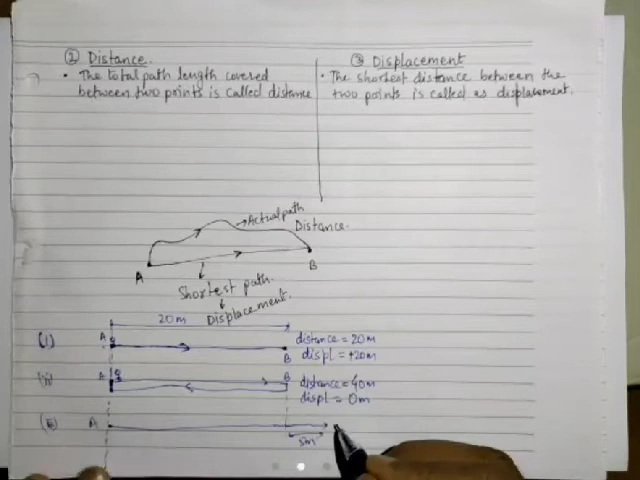 ② Distance.
• The total path length covered
between two points is called distance
③ Displacement
• The shortest distance between the
two points is called as displacement.
Actual path
Distance.
A
B
Shortest path.
Displacement.
20m
(i) A B distance = 20m
displ = +20m
(ii) A B distance = 40m
displ = 0m
A
5m